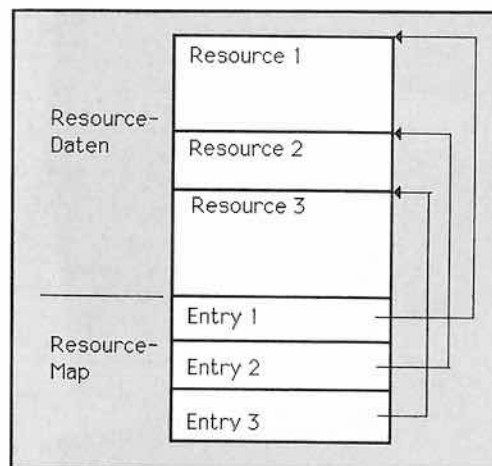 Resource 1
Resource-
Daten
Resource 2
Resource 3
Entry 1
Resource-
Map
Entry 2
Entry 3